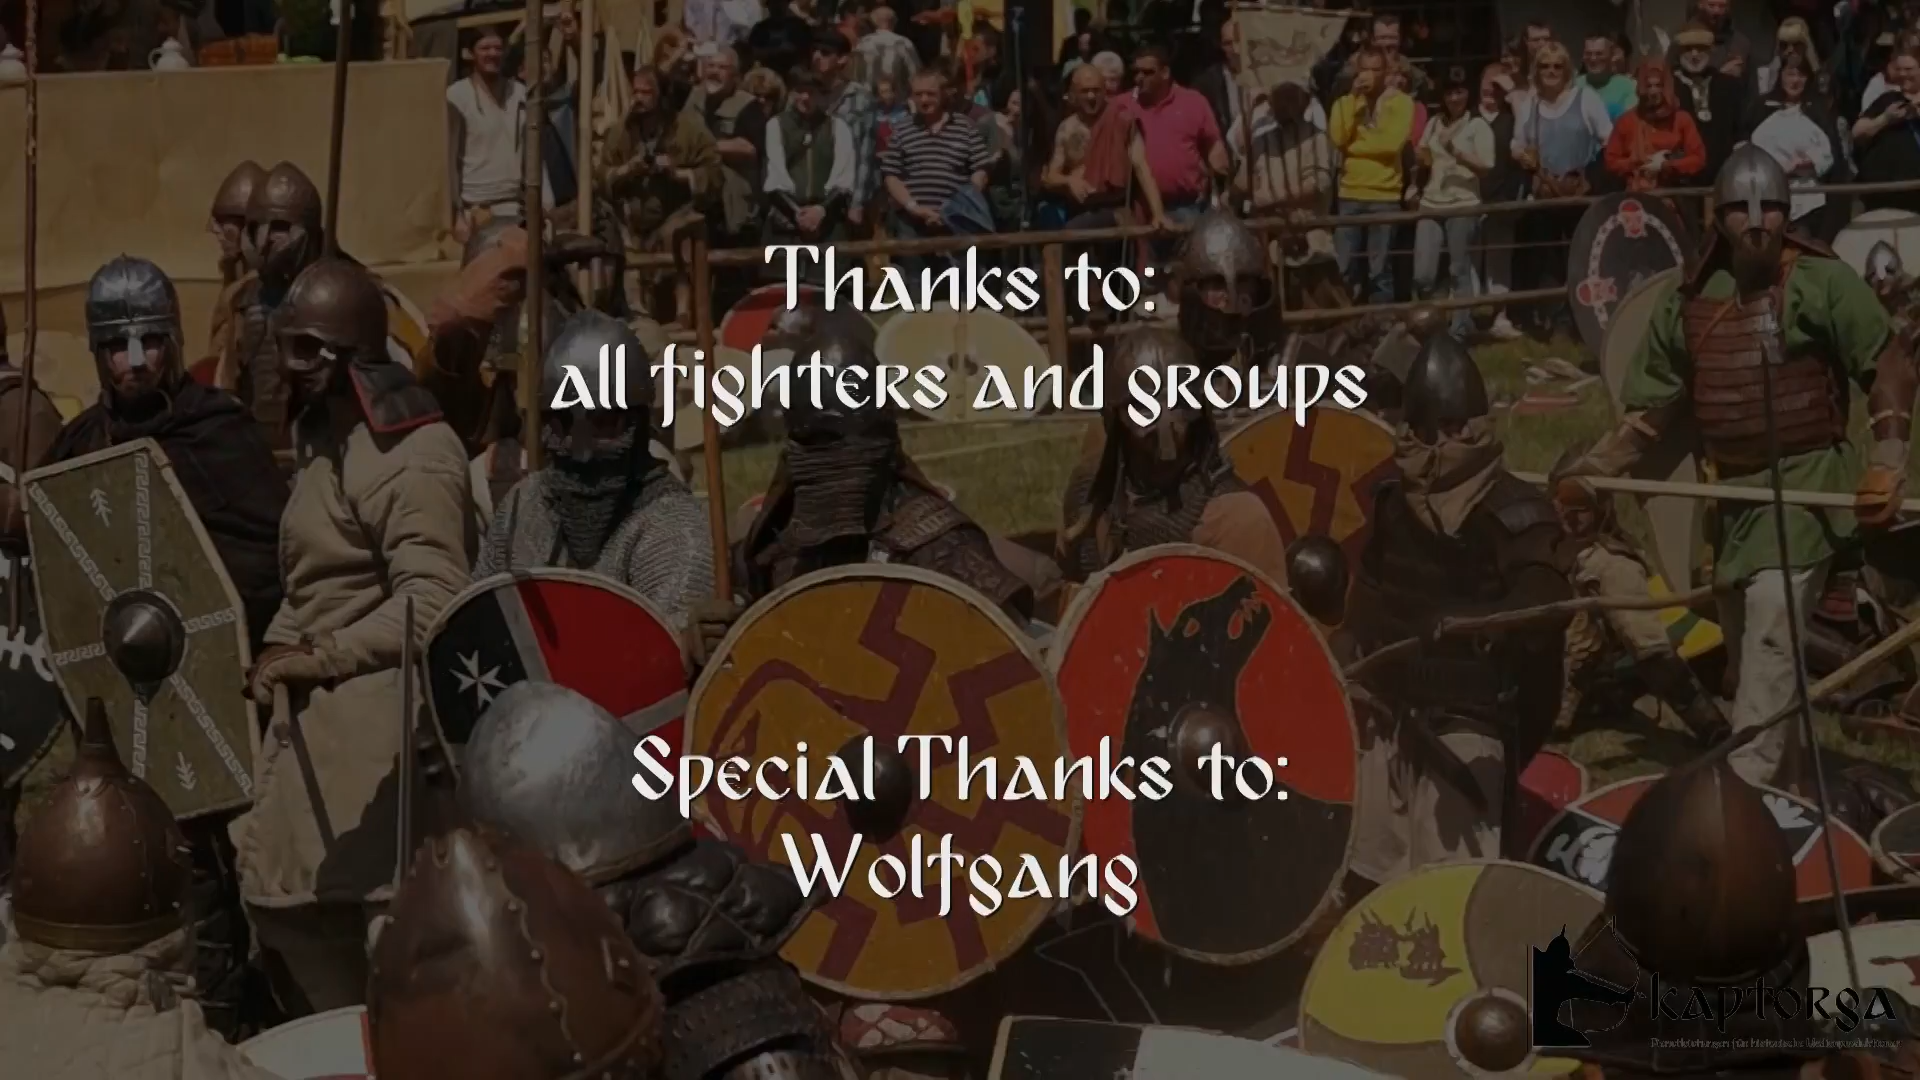 Thanks to:
all fighters and groups
Special Thanks to:
Wolfgang
kaptorga